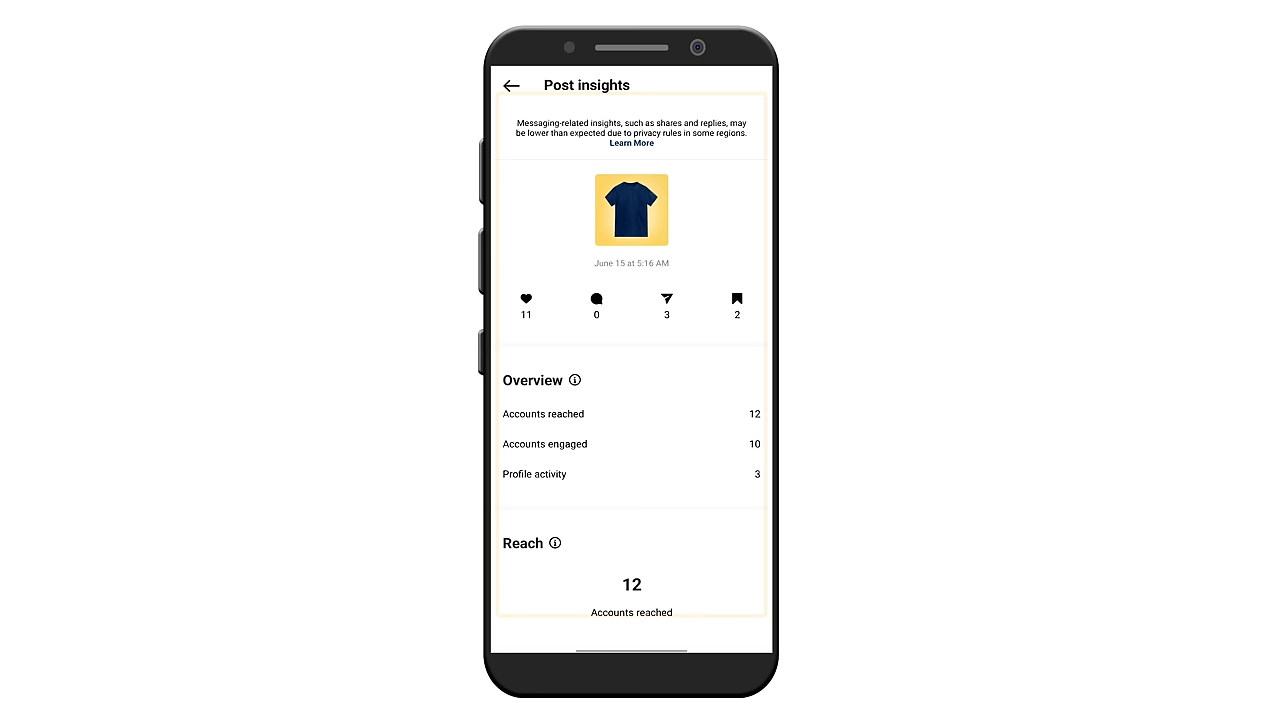 Post insights
Messaging-related insights, such as shares and replies, may
be lower than expected due to privacy rules in some regions.
Learn More
June 15 at 5:16 AM
11 0 3 2
Overview
Accounts reached 12
Accounts engaged 10
Profile activity 3
Reach
12
Accounts reached